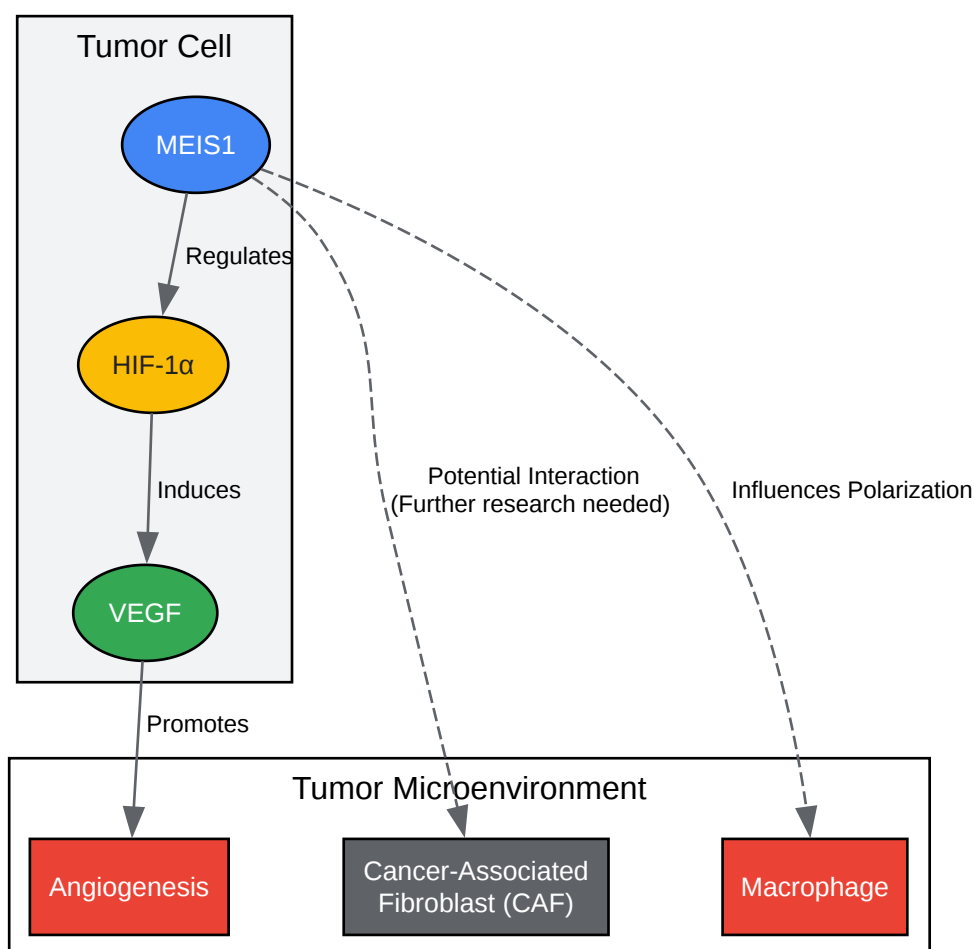 Tumor Cell
MEIS1
Regulates
HIF-1α
Potential Interaction
(Further research needed)
Influences Polarization
Induces
VEGF
Promotes
Tumor Microenvironment
Angiogenesis
Cancer-Associated
Fibroblast (CAF)
Macrophage